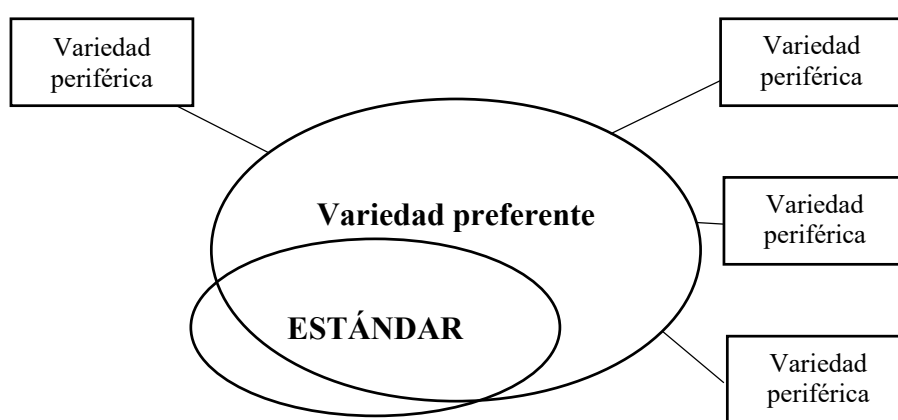 Variedad
periférica
Variedad
periférica
Variedad preferente
Variedad
periférica
ESTÁNDAR
Variedad
periférica